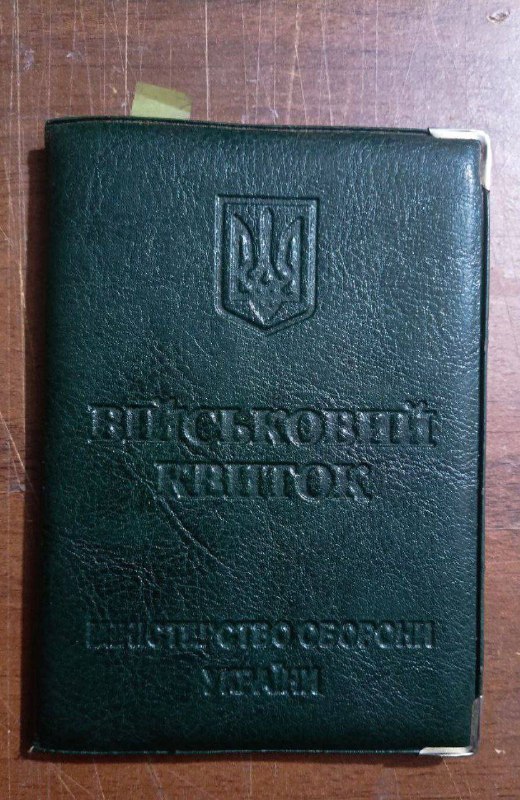 ВІЙСЬКОВИЙ
КВИТОК
МІНІСТЕРСТВО ОБОРОНИ
УКРАЇНИ